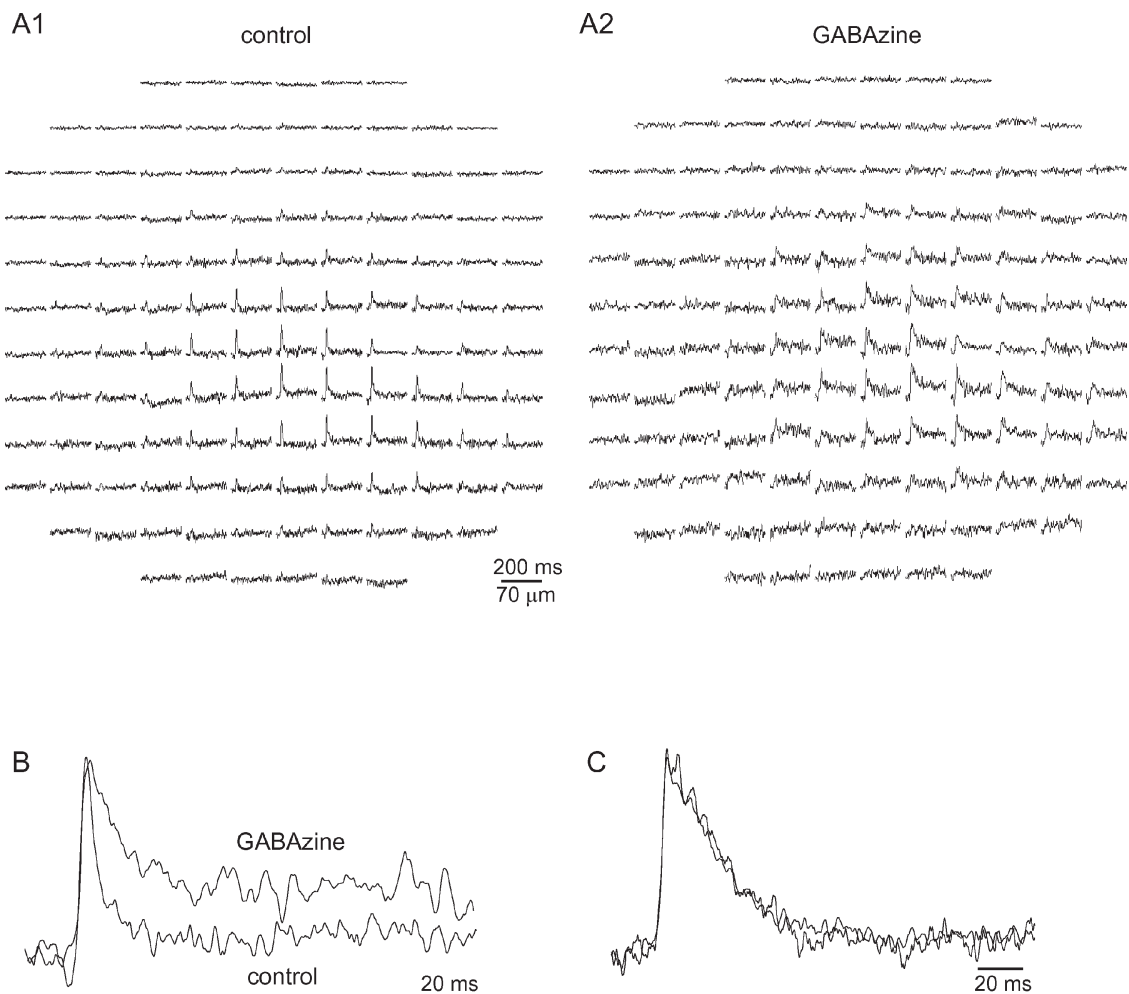 A1
control
A2
GABAzine
200 ms
70 μm
B
GABAzine
control
20 ms
C
20 ms